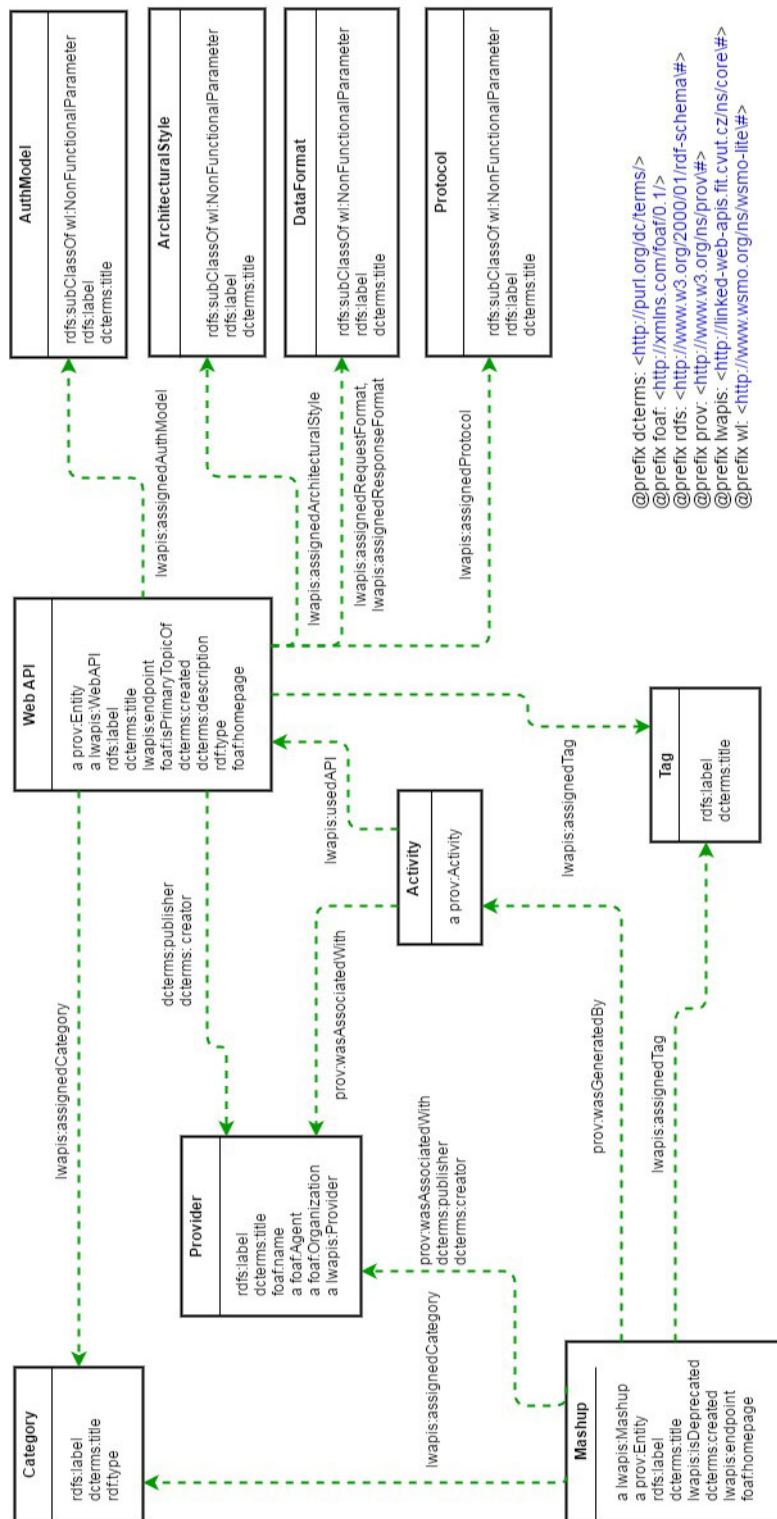 Category
rdfs:label
dcterms:title
rdf:type
lwapis:assignedCategory
Web API
a prov:Entity
a lwapis:WebAPI
rdfs:label
dcterms:title
lwapis:endpoint
foaf:isPrimaryTopicOf
dcterms:created
dcterms:description
rdf:type
foaf:homepage
lwapis:assignedAuthModel
AuthModel
rdfs:subClassOf wl:NonFunctionalParameter
rdfs:label
dcterms:title
lwapis:assignedArchitecturalStyle
ArchitecturalStyle
rdfs:subClassOf wl:NonFunctionalParameter
rdfs:label
dcterms:title
lwapis:assignedRequestFormat,
lwapis:assignedResponseFormat
DataFormat
rdfs:subClassOf wl:NonFunctionalParameter
rdfs:label
dcterms:title
lwapis:assignedProtocol
Protocol
rdfs:subClassOf wl:NonFunctionalParameter
rdfs:label
dcterms:title
dcterms:publisher
dcterms: creator
Provider
rdfs:label
dcterms:title
foaf:name
a foaf:Agent
a foaf:Organization
a lwapis:Provider
prov:wasAssociatedWith
lwapis:usedAPI
Activity
a prov:Activity
lwapis:assignedCategory
prov:wasAssociatedWith
dcterms:publisher
dcterms:creator
lwapis:assignedTag
Tag
rdfs:label
dcterms:title
prov:wasGeneratedBy
lwapis:assignedTag
Mashup
a lwapis:Mashup
a prov:Entity
rdfs:label
dcterms:title
lwapis:isDeprecated
dcterms:created
lwapis:endpoint
foaf:homepage
@prefix dcterms: <http://purl.org/dc/terms/>
@prefix foaf: <http://xmlns.com/foaf/0.1/>
@prefix rdfs: <http://www.w3.org/2000/01/rdf-schema\#>
@prefix prov: <http://www.w3.org/ns/prov\#>
@prefix lwapis: <http://linked-web-apis.fit.cvut.cz/ns/core\#>
@prefix wl: <http://www.wsmo.org/ns/wsmo-lite\#>